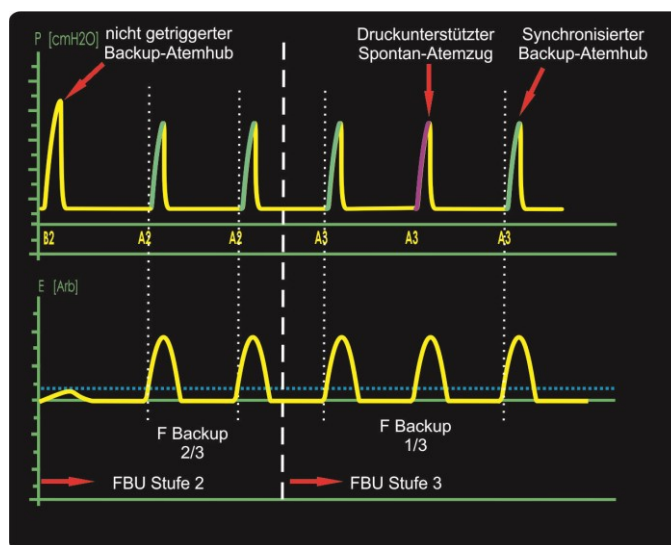 P [cmH2O]
nicht getriggerter
Backup-Atemhub
Druckunterstützter
Spontan-Atemzug
Synchronisierter
Backup-Atemhub
B2
A2
A2
A3
A3
A3
E [Arb]
F Backup
2/3
F Backup
1/3
FBU Stufe 2
FBU Stufe 3